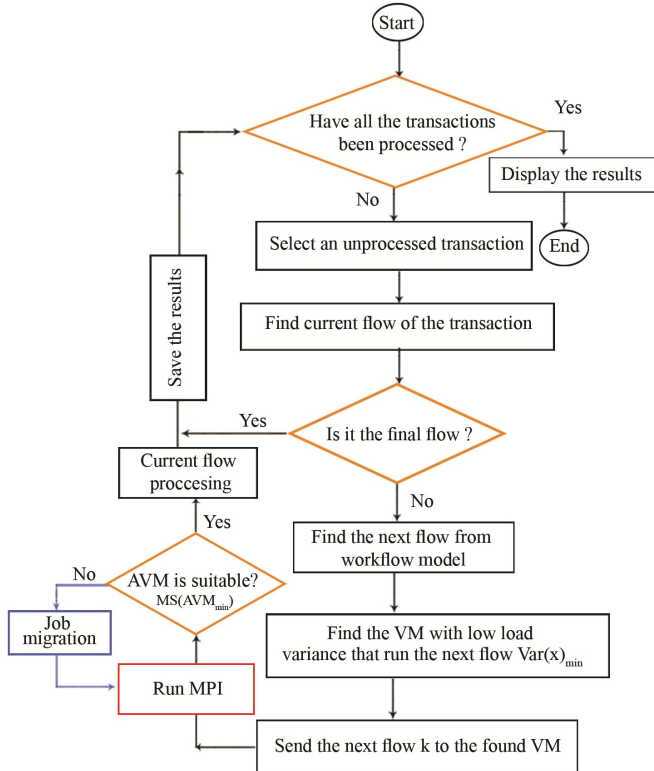 Start
Have all the transactions
been processed ?
Yes
Display the results
End
No
Select an unprocessed transaction
Find current flow of the transaction
Is it the final flow ?
Yes
Save the results
No
Find the next flow from
workflow model
Find the VM with low load
variance that run the next flow Var(x)min
Send the next flow k to the found VM
Run MPI
AVM is suitable?
MS(AVMmin)
Yes
Current flow
proccesing
No
Job
migration